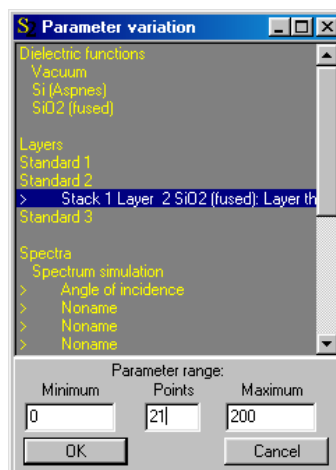 Parameter variation
Dielectric functions
Vacuum
Si (Aspnes)
SiO2 (fused)
Layers
Standard 1
Standard 2
> Stack 1 Layer 2 SiO2 (fused): Layer th
Standard 3
Spectra
Spectrum simulation
> Angle of incidence
> Noname
> Noname
> Noname
Parameter range:
Minimum Points Maximum
0 21 200
OK Cancel